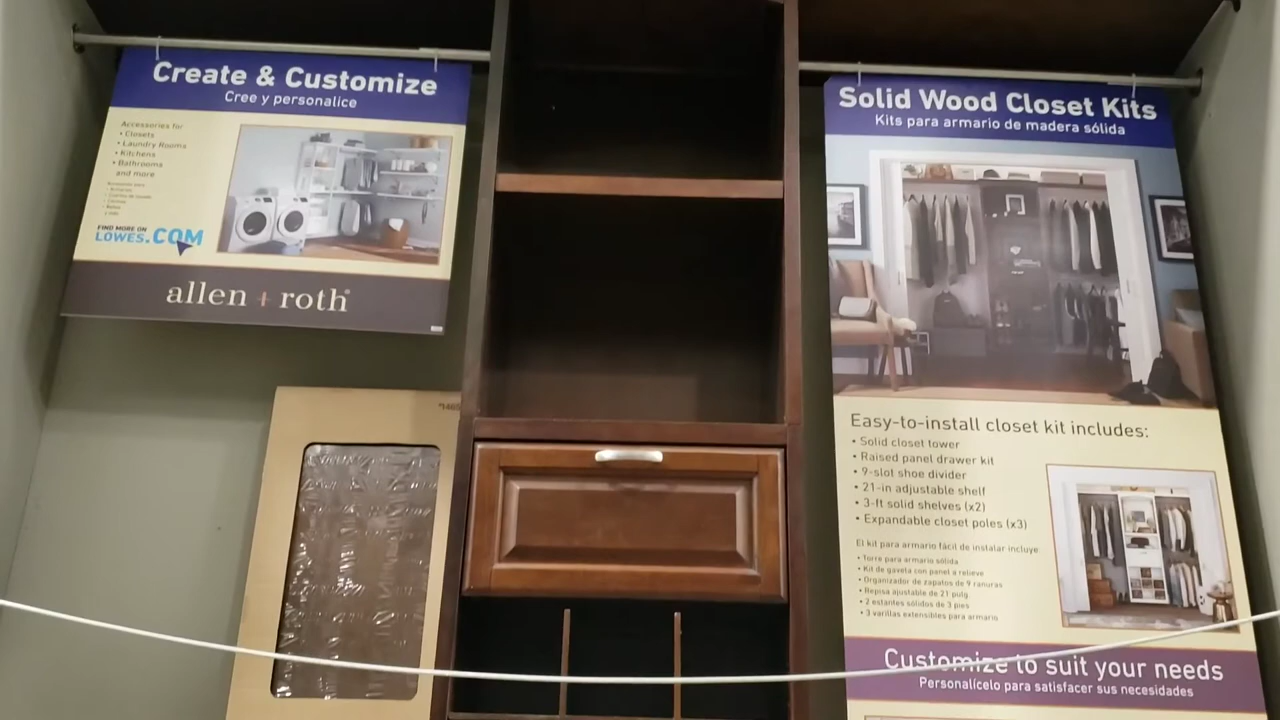 Create & Customize
Cree y personalice
Accessories for
• Closets
• Laundry Rooms
• Kitchens
• Bathrooms
and more
FIND MORE ON
LOWES.COM
allen + roth®
Solid Wood Closet Kits
Kits para armario de madera sólida
Easy-to-install closet kit includes:
• Solid closet tower
• Raised panel drawer kit
• 9-slot shoe divider
• 21-in adjustable shelf
• 3-ft solid shelves (x2)
• Expandable closet poles (x3)
El kit para armario fácil de instalar incluye:
• Torre para armario sólida
• Kit de gaveta con panel a relieve
• Organizador de zapatos de 9 ranuras
• Repisa ajustable de 21 pulg
• 2 estantes sólidos de 3 pies
• 3 varillas extensibles para armario
Customize to suit your needs
Personalícelo para satisfacer sus necesidades